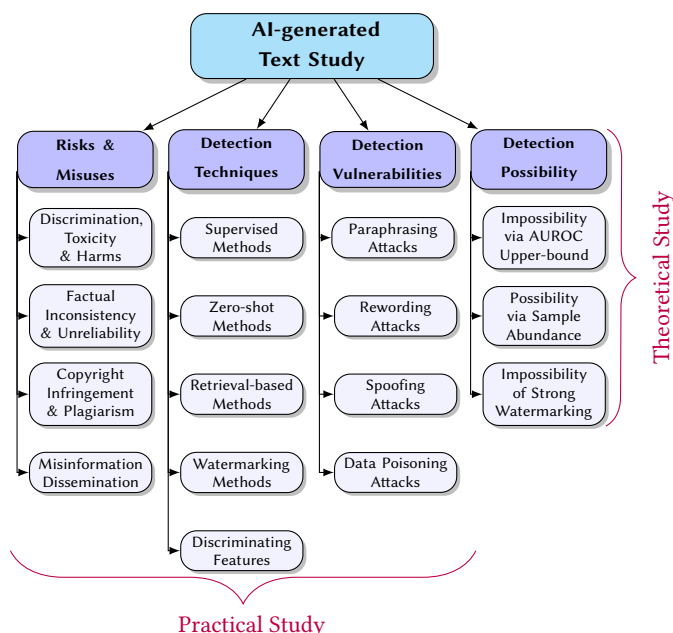 AI-generated
Text Study
Risks &
Misuses
Discrimination,
Toxicity
& Harms
Factual
Inconsistency
& Unreliability
Copyright
Infringement
& Plagiarism
Misinformation
Dissemination
Detection
Techniques
Supervised
Methods
Zero-shot
Methods
Retrieval-based
Methods
Watermarking
Methods
Discriminating
Features
Detection
Vulnerabilities
Paraphrasing
Attacks
Rewording
Attacks
Spoofing
Attacks
Data Poisoning
Attacks
Detection
Possibility
Impossibility
via AUROC
Upper-bound
Possibility
via Sample
Abundance
Impossibility
of Strong
Watermarking
Theoretical Study
Practical Study